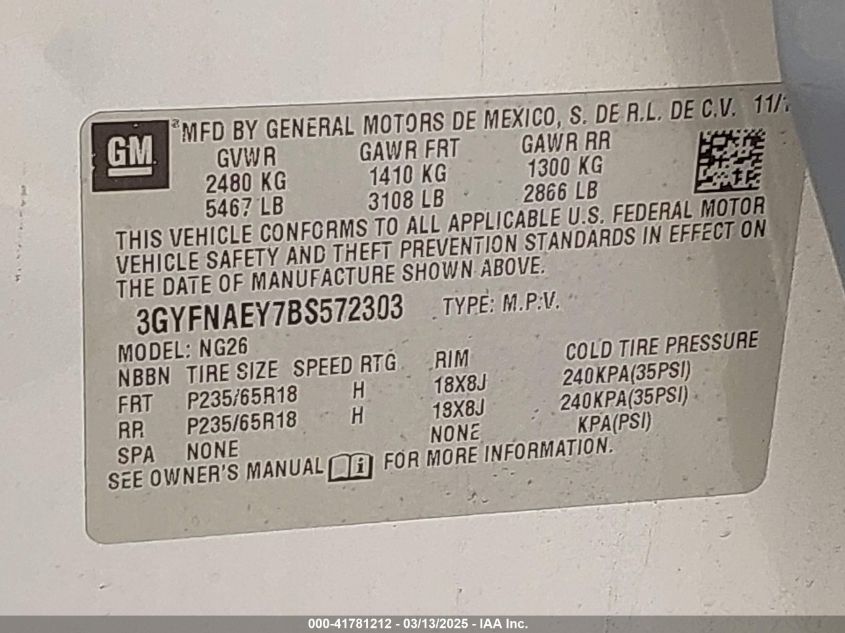 GM
MFD BY GENERAL MOTORS DE MEXICO, S. DE R.L. DE C.V. 11/
GVWR GAWR FRT GAWR RR
2480 KG 1410 KG 1300 KG
5467 LB 3108 LB 2866 LB
THIS VEHICLE CONFORMS TO ALL APPLICABLE U.S. FEDERAL MOTOR
VEHICLE SAFETY AND THEFT PREVENTION STANDARDS IN EFFECT ON
THE DATE OF MANUFACTURE SHOWN ABOVE.
3GYFNAEY7BS572303 TYPE: M.P.V.
MODEL: NG26
NBBN TIRE SIZE SPEED RTG RIM COLD TIRE PRESSURE
FRT P235/65R18 H 18X8J 240KPA(35PSI)
RR P235/65R18 H 18X8J 240KPA(35PSI)
SPA NONE NONE KPA(PSI)
SEE OWNER'S MANUAL i FOR MORE INFORMATION.
000-41781212 - 03/13/2025 - IAA Inc.